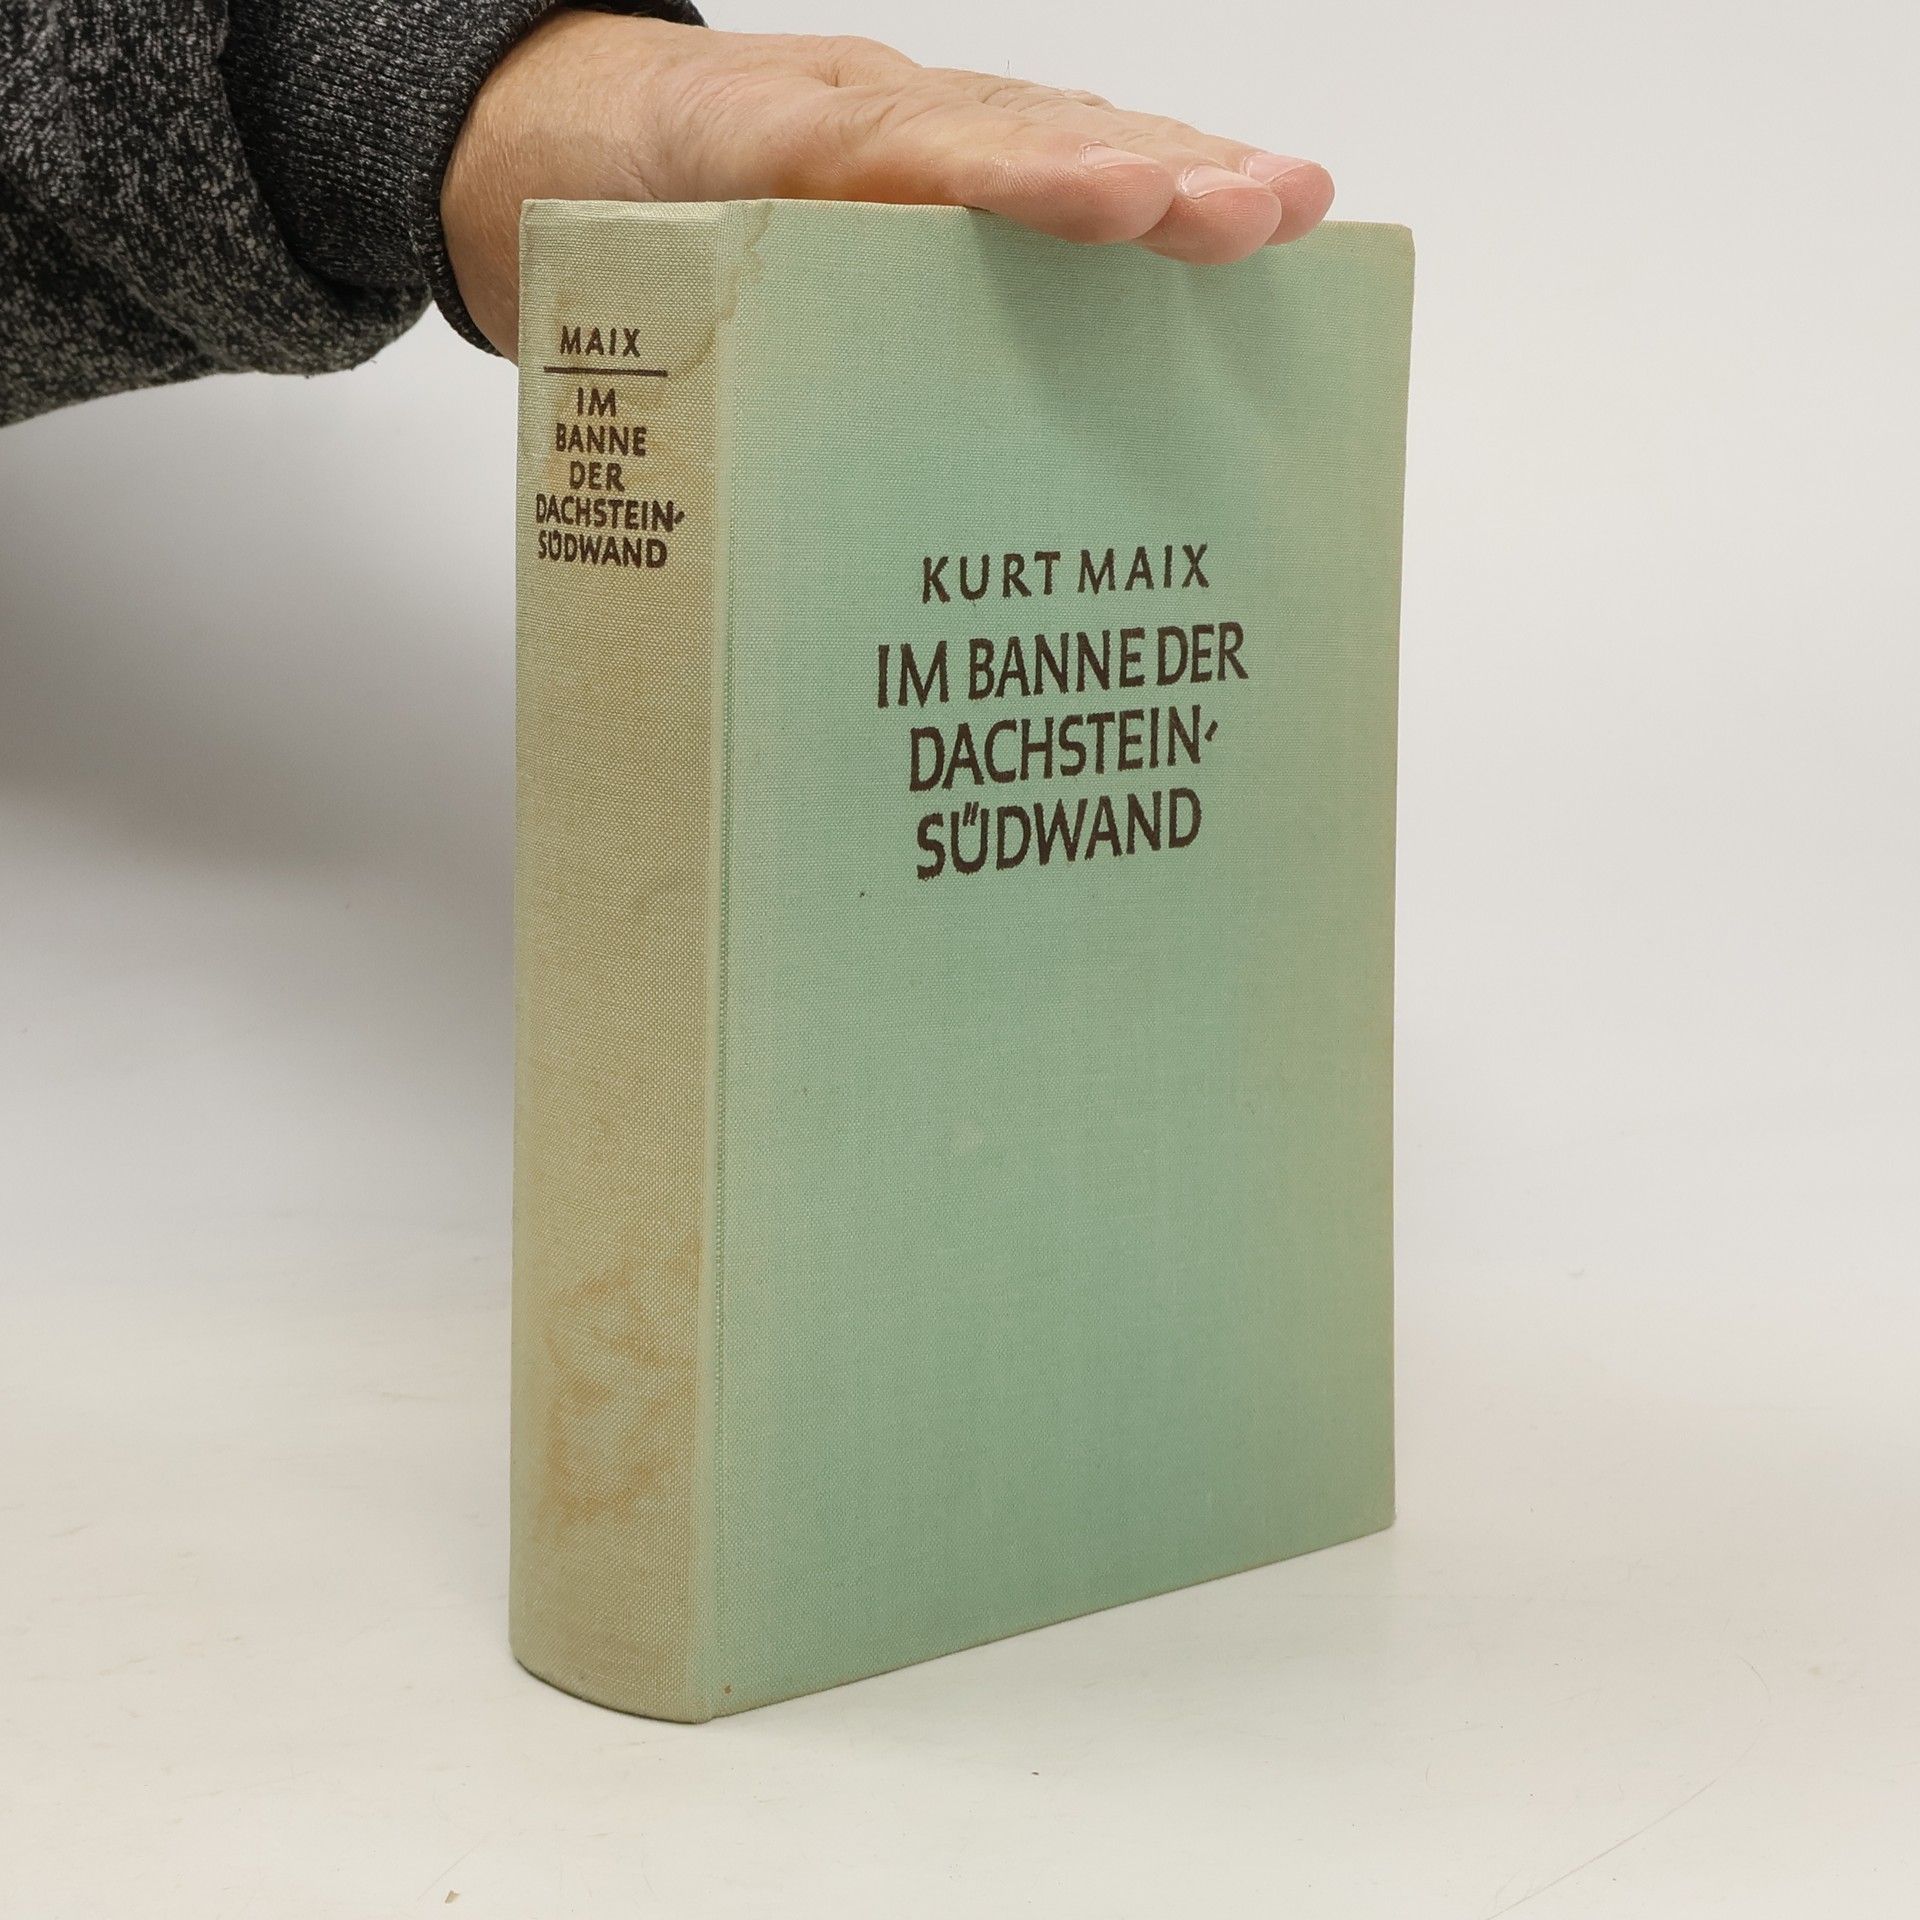 MAIX
IM
BANNE
DER
DACHSTEIN-
SÜDWAND
KURT MAIX
IM BANNE DER
DACHSTEIN-
SÜDWAND